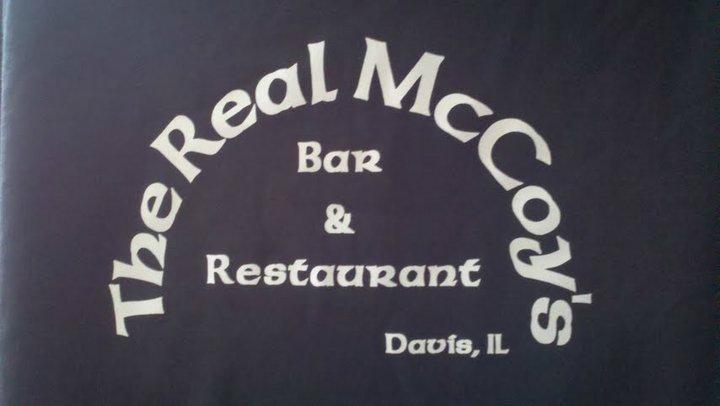 The Real McCoy's
Bar
&
Restaurant
Davis, IL